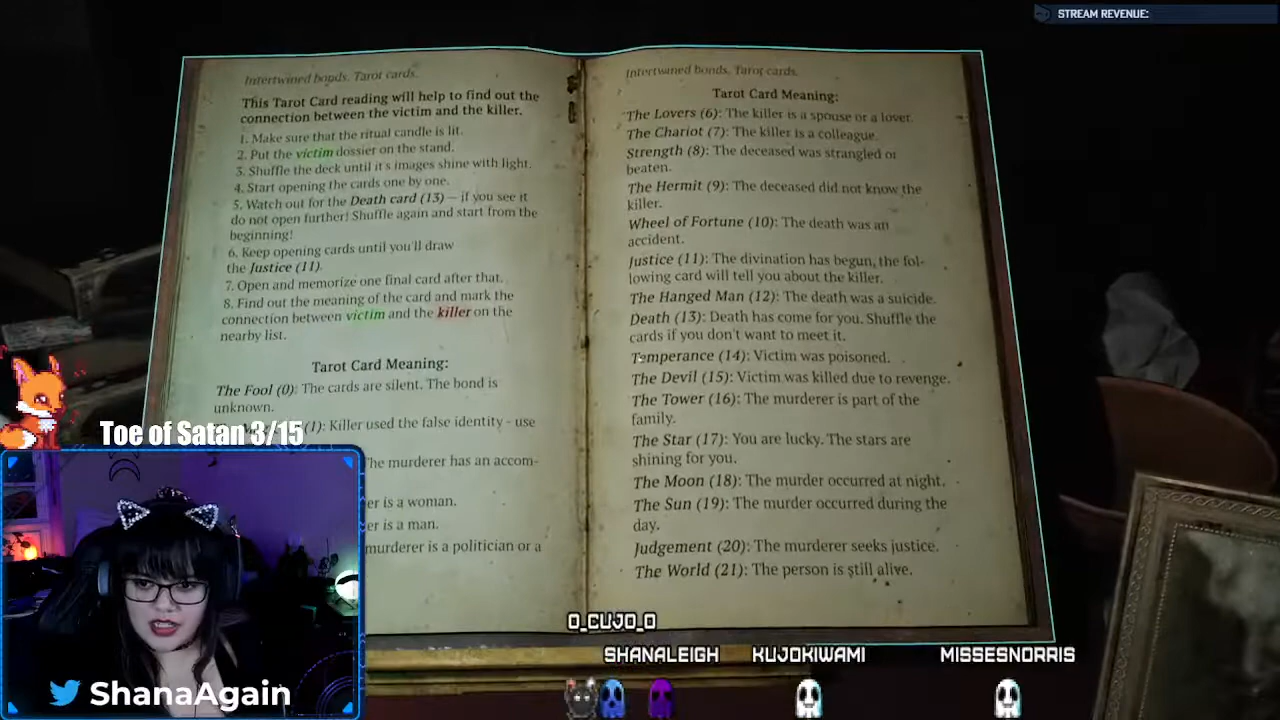 STREAM REVENUE:
Intertwined bonds. Tarot cards.
This Tarot Card reading will help to find out the
connection between the victim and the killer.
1. Make sure that the ritual candle is lit.
2. Put the victim dossier on the stand.
3. Shuffle the deck until it's images shine with light.
4. Start opening the cards one by one.
5. Watch out for the Death card (13) – if you see it
do not open further! Shuffle again and start from the
beginning!
6. Keep opening cards until you'll draw
the Justice (11).
7. Open and memorize one final card after that.
8. Find out the meaning of the card and mark the
connection between victim and the killer on the
nearby list.
Tarot Card Meaning:
The Fool (0): The cards are silent. The bond is
unknown.
(1): Killer used the false identity - use
The murderer has an accom-
er is a woman.
er is a man.
murderer is a politician or a
Intertwined bonds. Tarot cards.
Tarot Card Meaning:
The Lovers (6): The killer is a spouse or a lover.
The Chariot (7): The killer is a colleague.
Strength (8): The deceased was strangled or
beaten.
The Hermit (9): The deceased did not know the
killer.
Wheel of Fortune (10): The death was an
accident.
Justice (11): The divination has begun, the fol-
lowing card will tell you about the killer.
The Hanged Man (12): The death was a suicide.
Death (13): Death has come for you. Shuffle the
cards if you don't want to meet it.
Temperance (14): Victim was poisoned.
The Devil (15): Victim was killed due to revenge.
The Tower (16): The murderer is part of the
family.
The Star (17): You are lucky. The stars are
shining for you.
The Moon (18): The murder occurred at night.
The Sun (19): The murder occurred during the
day.
Judgement (20): The murderer seeks justice.
The World (21): The person is still alive.
Toe of Satan 3/15
ShanaAgain
O_CUJO_O
SHANALEIGH
KUJOKIWAMI
MISSESNORRIS